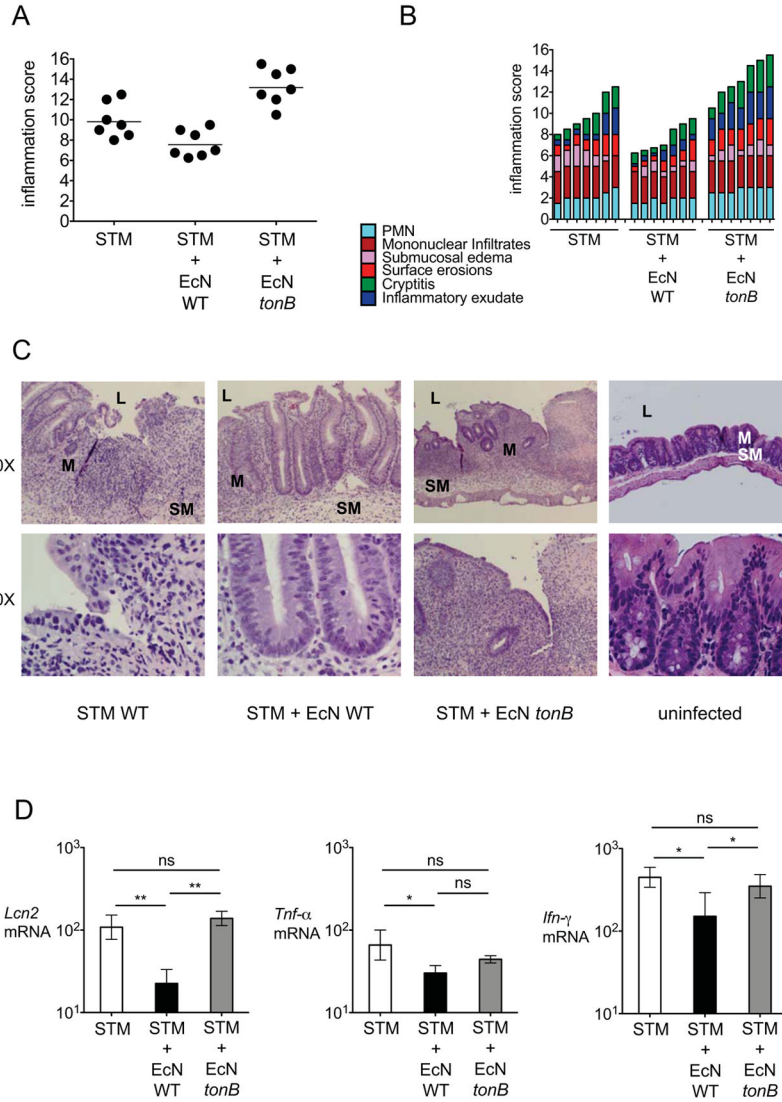 A
B
inflammation score
16
14
12
10
8
6
4
2
0
STM
STM
+
EcN
WT
STM
+
EcN
tonB
inflammation score
16
14
12
10
8
6
4
2
0
STM
STM
+
EcN
WT
STM
+
EcN
tonB
PMN
Mononuclear Infiltrates
Submucosal edema
Surface erosions
Cryptitis
Inflammatory exudate
C
0X
L
M
SM
L
M
SM
L
M
SM
L
M
SM
0X
STM WT
STM + EcN WT
STM + EcN tonB
uninfected
D
Lcn2
mRNA
10³
10²
10¹
ns
**
**
STM
STM
+
EcN
WT
STM
+
EcN
tonB
Tnf-α
mRNA
10³
10²
10¹
ns
*
ns
STM
STM
+
EcN
WT
STM
+
EcN
tonB
Ifn-γ
mRNA
10³
10²
10¹
ns
*
*
STM
STM
+
EcN
WT
STM
+
EcN
tonB